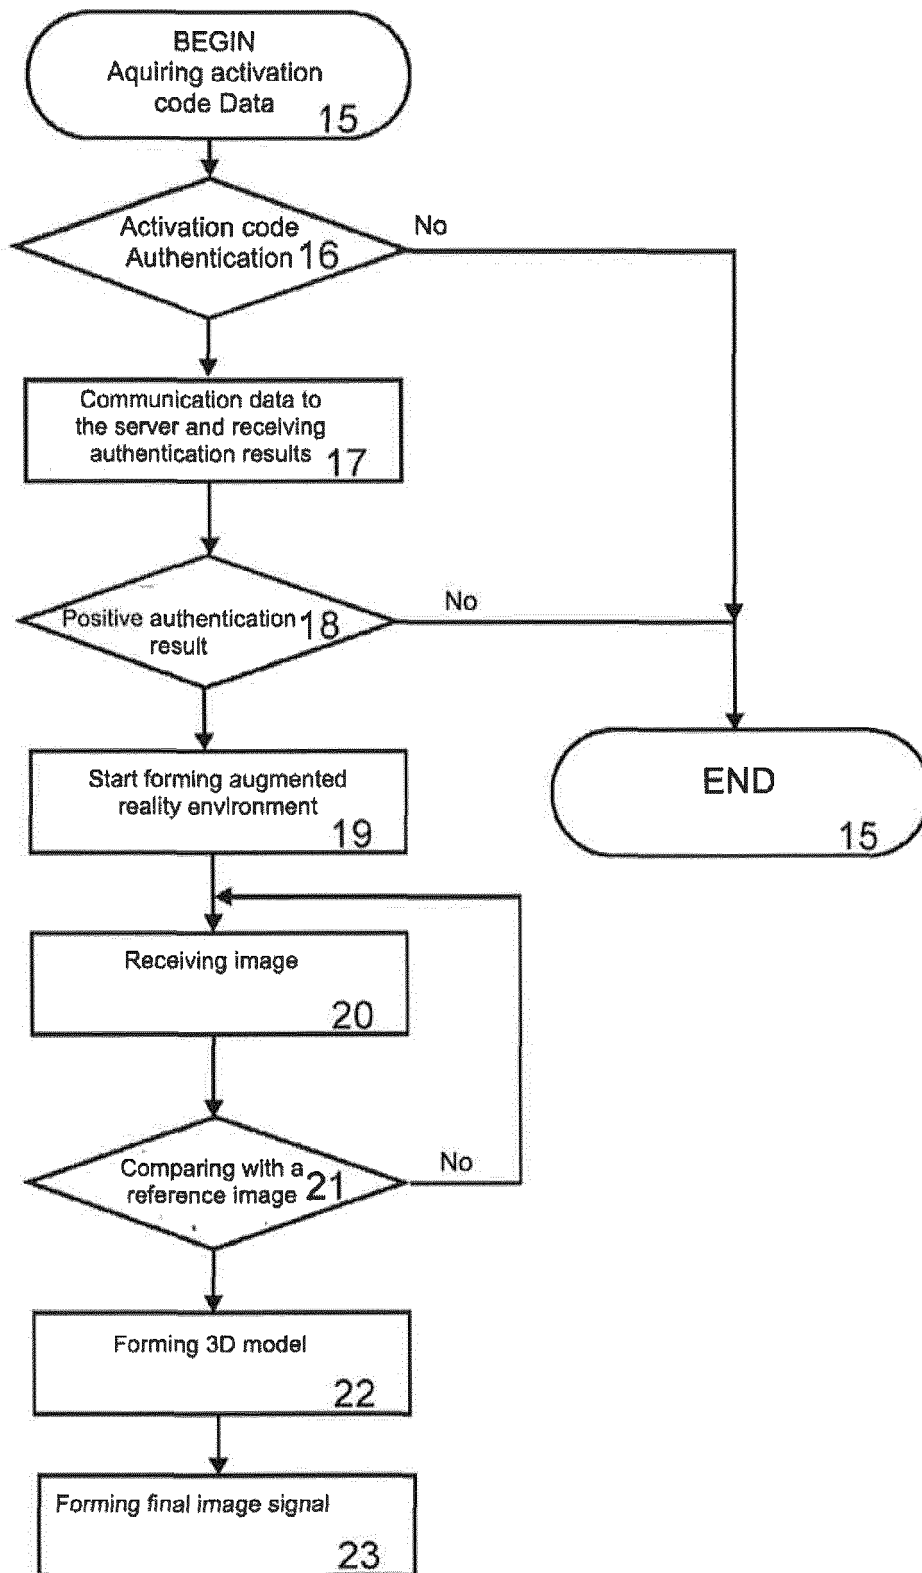 BEGIN
Aquiring activation
code Data
15
Activation code
Authentication 16
No
Communication data to
the server and receiving
authentication results 17
Positive authentication 18
result
No
Start forming augmented
reality environment
19
END
15
Receiving image
20
Comparing with a
reference image 21
No
Forming 3D model
22
Forming final image signal
23